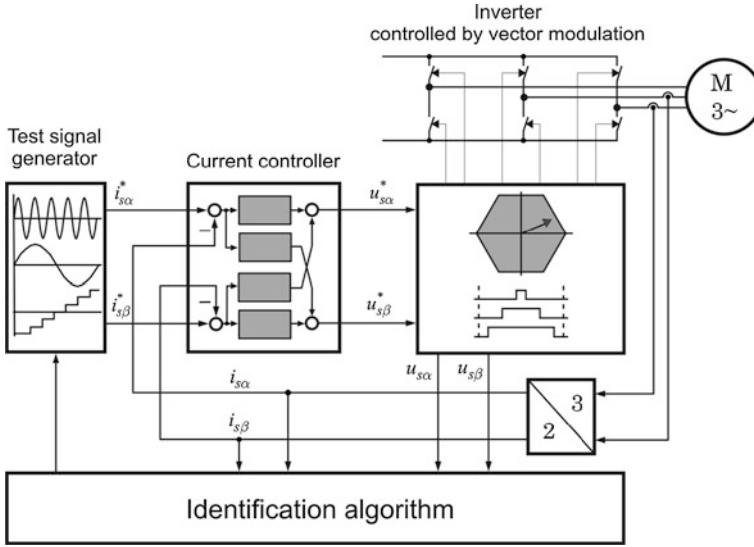 Inverter
controlled by vector modulation
M
3~
Test signal
generator
Current controller
i*sα
u*sα
−
−
i*sβ
u*sβ
isα
usα
usβ
3
2
isβ
Identification algorithm